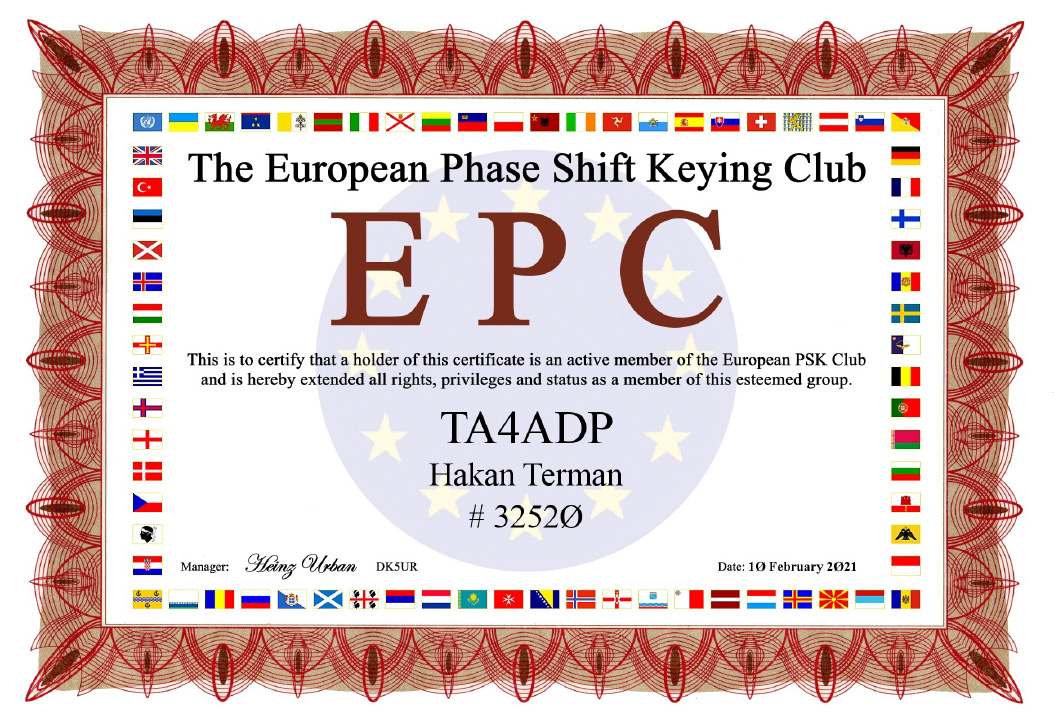 The European Phase Shift Keying Club
E P C
This is to certify that a holder of this certificate is an active member of the European PSK Club
and is hereby extended all rights, privileges and status as a member of this esteemed group.
TA4ADP
Hakan Terman
# 3252Ø
Manager: Heinz Urban DK5UR Date: 1Ø February 2Ø21